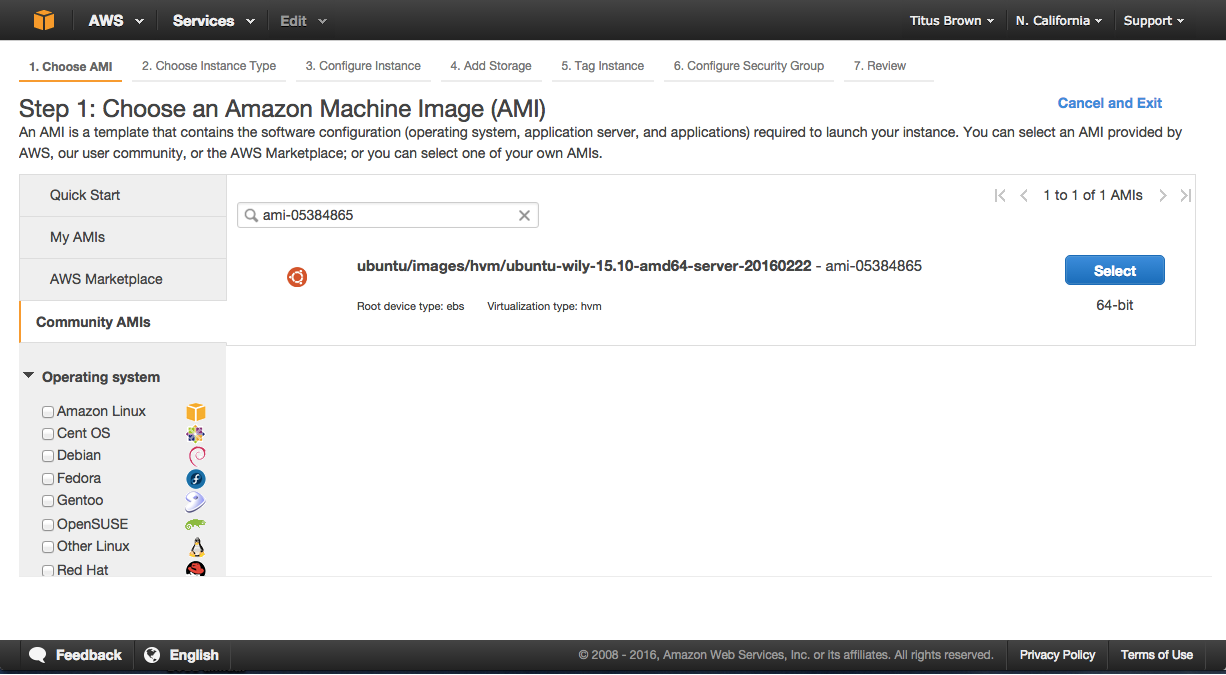 AWS Services Edit Titus Brown N. California Support
1. Choose AMI 2. Choose Instance Type 3. Configure Instance 4. Add Storage 5. Tag Instance 6. Configure Security Group 7. Review
Step 1: Choose an Amazon Machine Image (AMI)
Cancel and Exit
An AMI is a template that contains the software configuration (operating system, application server, and applications) required to launch your instance. You can select an AMI provided by
AWS, our user community, or the AWS Marketplace; or you can select one of your own AMIs.
Quick Start
My AMIs
AWS Marketplace
Community AMIs
Operating system
Amazon Linux
Cent OS
Debian
Fedora
Gentoo
OpenSUSE
Other Linux
Red Hat
1 to 1 of 1 AMIs
ami-05384865
ubuntu/images/hvm/ubuntu-wily-15.10-amd64-server-20160222 - ami-05384865
Root device type: ebs Virtualization type: hvm
Select
64-bit
Feedback English © 2008 - 2016, Amazon Web Services, Inc. or its affiliates. All rights reserved. Privacy Policy Terms of Use